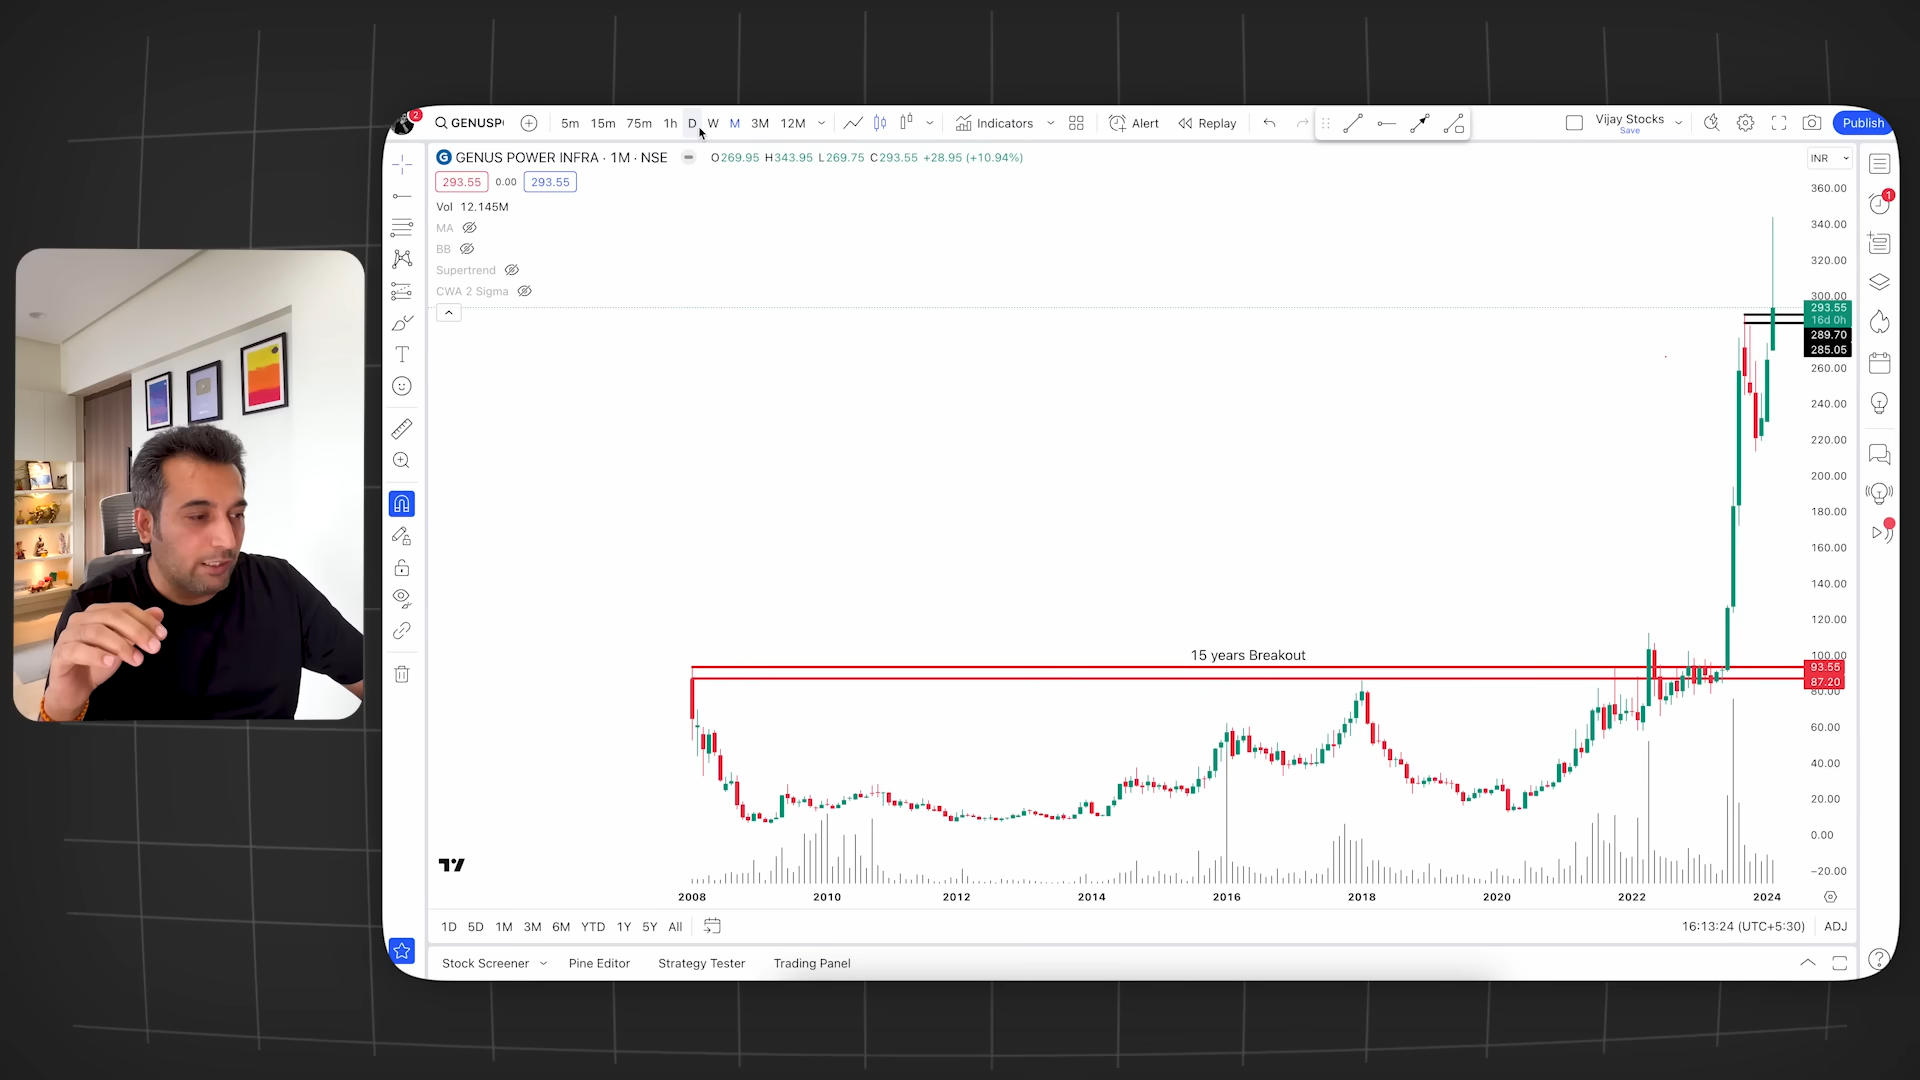 2
GENUSP
5m 15m 75m 1h D W M 3M 12M
Indicators
Alert
Replay
Vijay Stocks
Save
Publish
GENUS POWER INFRA · 1M · NSE
O269.95 H343.95 L269.75 C293.55 +28.95 (+10.94%)
INR
293.55 0.00 293.55
Vol 12.145M
MA
BB
Supertrend
CWA 2 Sigma
1
360.00
340.00
320.00
300.00
293.55
16d 0h
289.70
285.05
260.00
240.00
220.00
200.00
180.00
160.00
140.00
120.00
100.00
93.55
87.20
80.00
60.00
40.00
20.00
0.00
−20.00
15 years Breakout
2008 2010 2012 2014 2016 2018 2020 2022 2024
1D 5D 1M 3M 6M YTD 1Y 5Y All
16:13:24 (UTC+5:30) ADJ
Stock Screener Pine Editor Strategy Tester Trading Panel